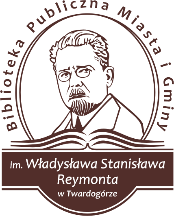 Biblioteka Publiczna Miasta i Gminy
im. Władysława Stanisława
Reymonta
w Twardogórze